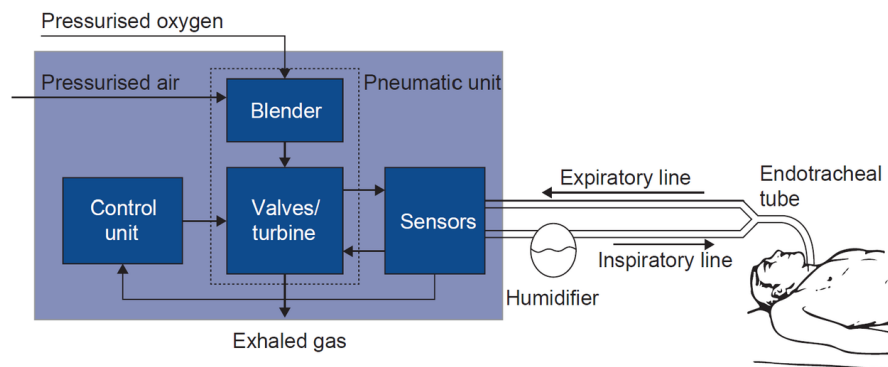 Pressurised oxygen
Pressurised air
Pneumatic unit
Blender
Control
unit
Valves/
turbine
Sensors
Expiratory line
Endotracheal
tube
Inspiratory line
Humidifier
Exhaled gas